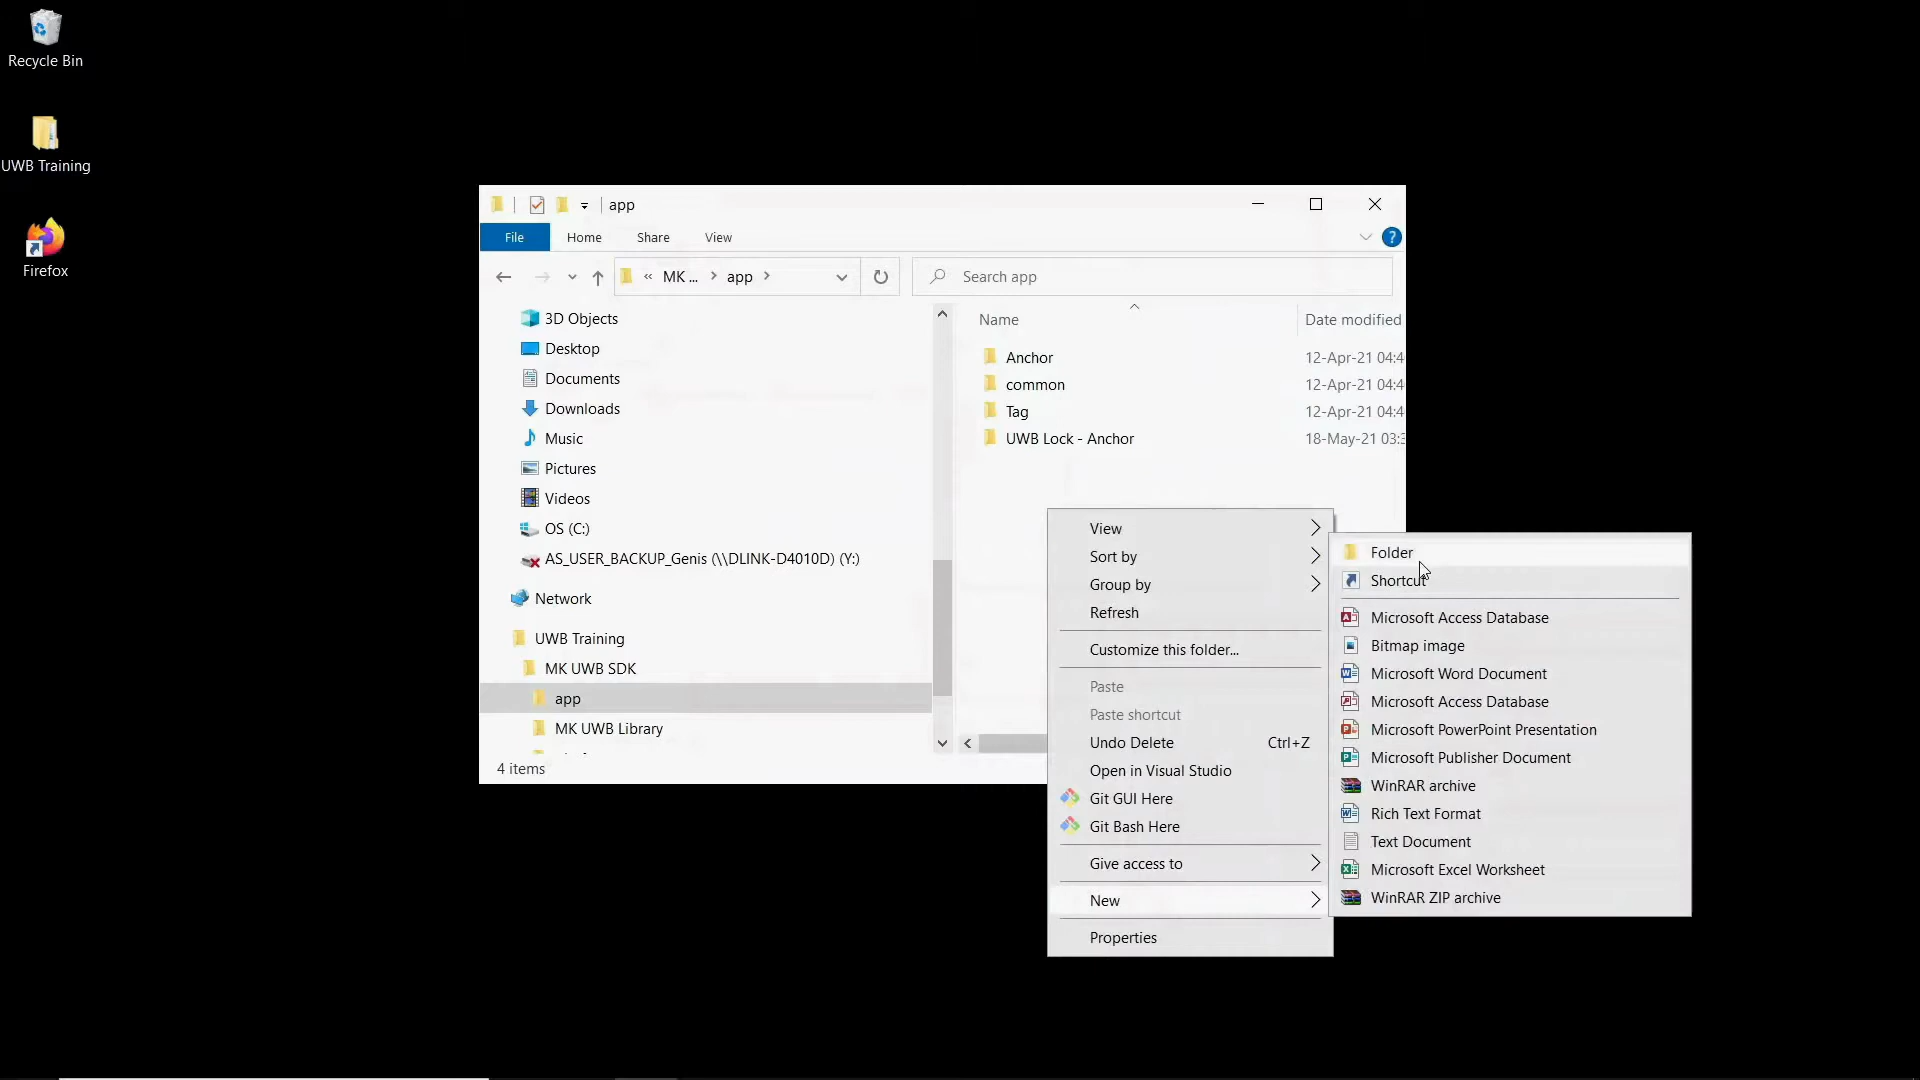 Recycle Bin
UWB Training
Firefox
app
File Home Share View
?
« MK ... > app >
Search app
3D Objects
Desktop
Documents
Downloads
Music
Pictures
Videos
OS (C:)
AS_USER_BACKUP_Genis (\\DLINK-D4010D) (Y:)
Network
UWB Training
MK UWB SDK
app
MK UWB Library
4 items
Name Date modified
Anchor 12-Apr-21 04:4
common 12-Apr-21 04:4
Tag 12-Apr-21 04:4
UWB Lock - Anchor 18-May-21 03:3
View
Sort by
Group by
Refresh
Customize this folder...
Paste
Paste shortcut
Undo Delete Ctrl+Z
Open in Visual Studio
Git GUI Here
Git Bash Here
Give access to
New
Properties
Folder
Shortcut
Microsoft Access Database
Bitmap image
Microsoft Word Document
Microsoft Access Database
Microsoft PowerPoint Presentation
Microsoft Publisher Document
WinRAR archive
Rich Text Format
Text Document
Microsoft Excel Worksheet
WinRAR ZIP archive